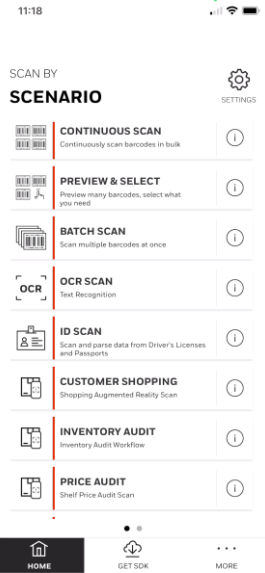 11:18
SCAN BY
SCENARIO
SETTINGS
CONTINUOUS SCAN
Continuously scan barcodes in bulk
PREVIEW & SELECT
Preview many barcodes, select what
you need
BATCH SCAN
Scan multiple barcodes at once
OCR
OCR SCAN
Text Recognition
ID SCAN
Scan and parse data from Driver's Licenses
and Passports
CUSTOMER SHOPPING
Shopping Augmented Reality Scan
INVENTORY AUDIT
Inventory Audit Workflow
PRICE AUDIT
Shelf Price Audit Scan
HOME
GET SDK
MORE